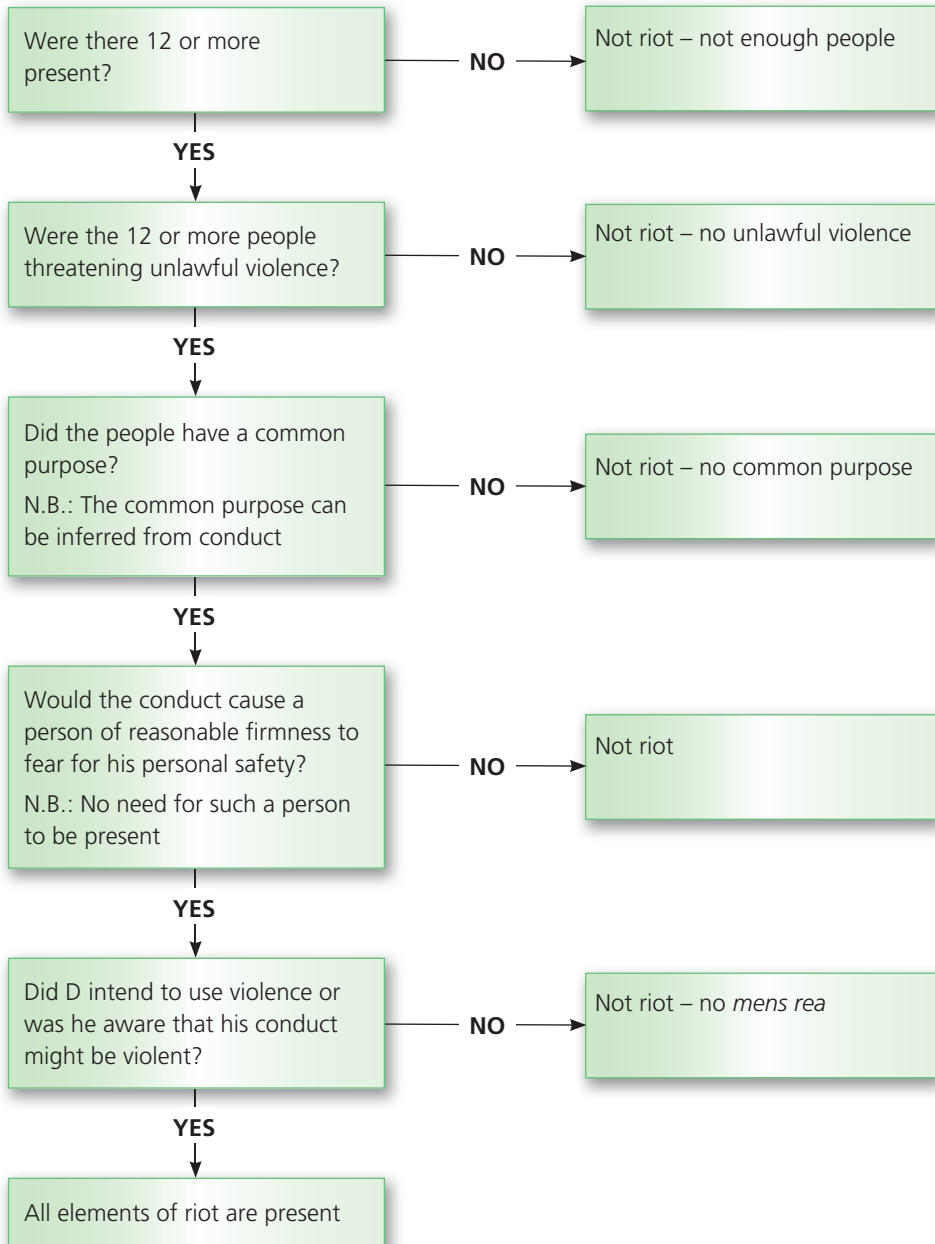 Were there 12 or more
present?
NO
Not riot – not enough people
YES
Were the 12 or more people
threatening unlawful violence?
NO
Not riot – no unlawful violence
YES
Did the people have a common
purpose?
N.B.: The common purpose can
be inferred from conduct
NO
Not riot – no common purpose
YES
Would the conduct cause a
person of reasonable firmness to
fear for his personal safety?
N.B.: No need for such a person
to be present
NO
Not riot
YES
Did D intend to use violence or
was he aware that his conduct
might be violent?
NO
Not riot – no mens rea
YES
All elements of riot are present